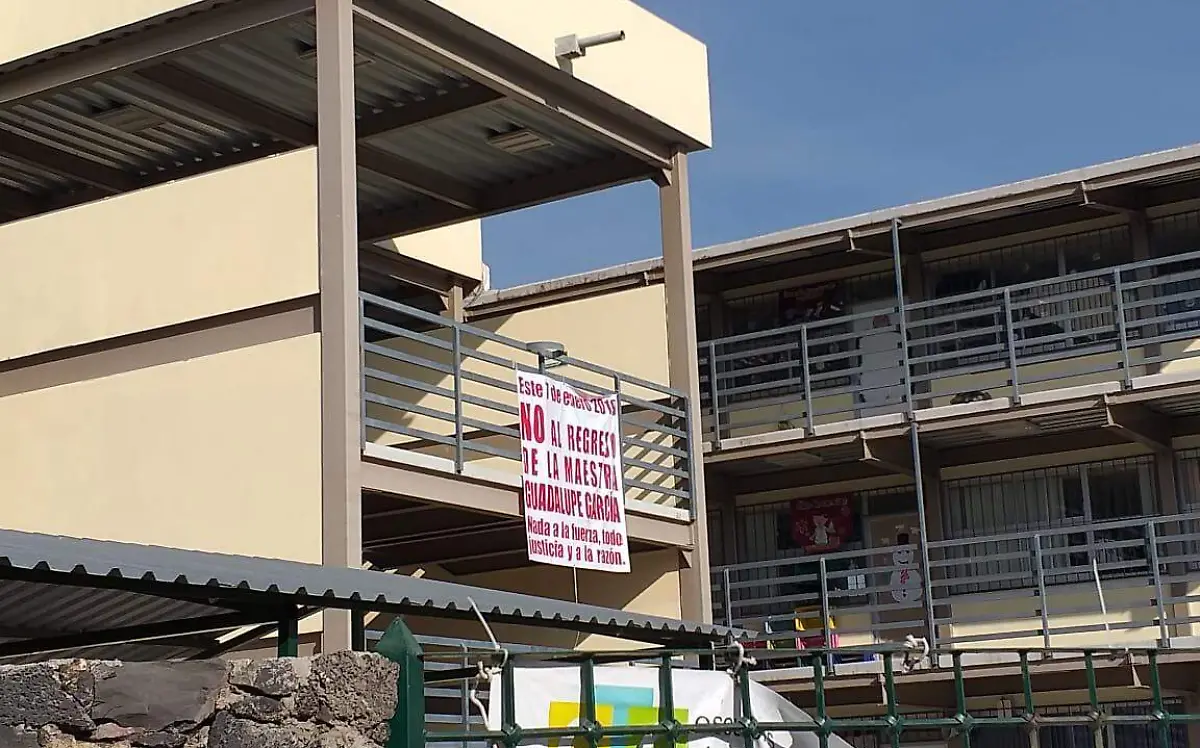 Este 7 de enero 2019
NO AL REGRESO
DE LA MAESTRA
GUADALUPE GARCÍA
Nada a la fuerza, todo
justicia y a la razón.